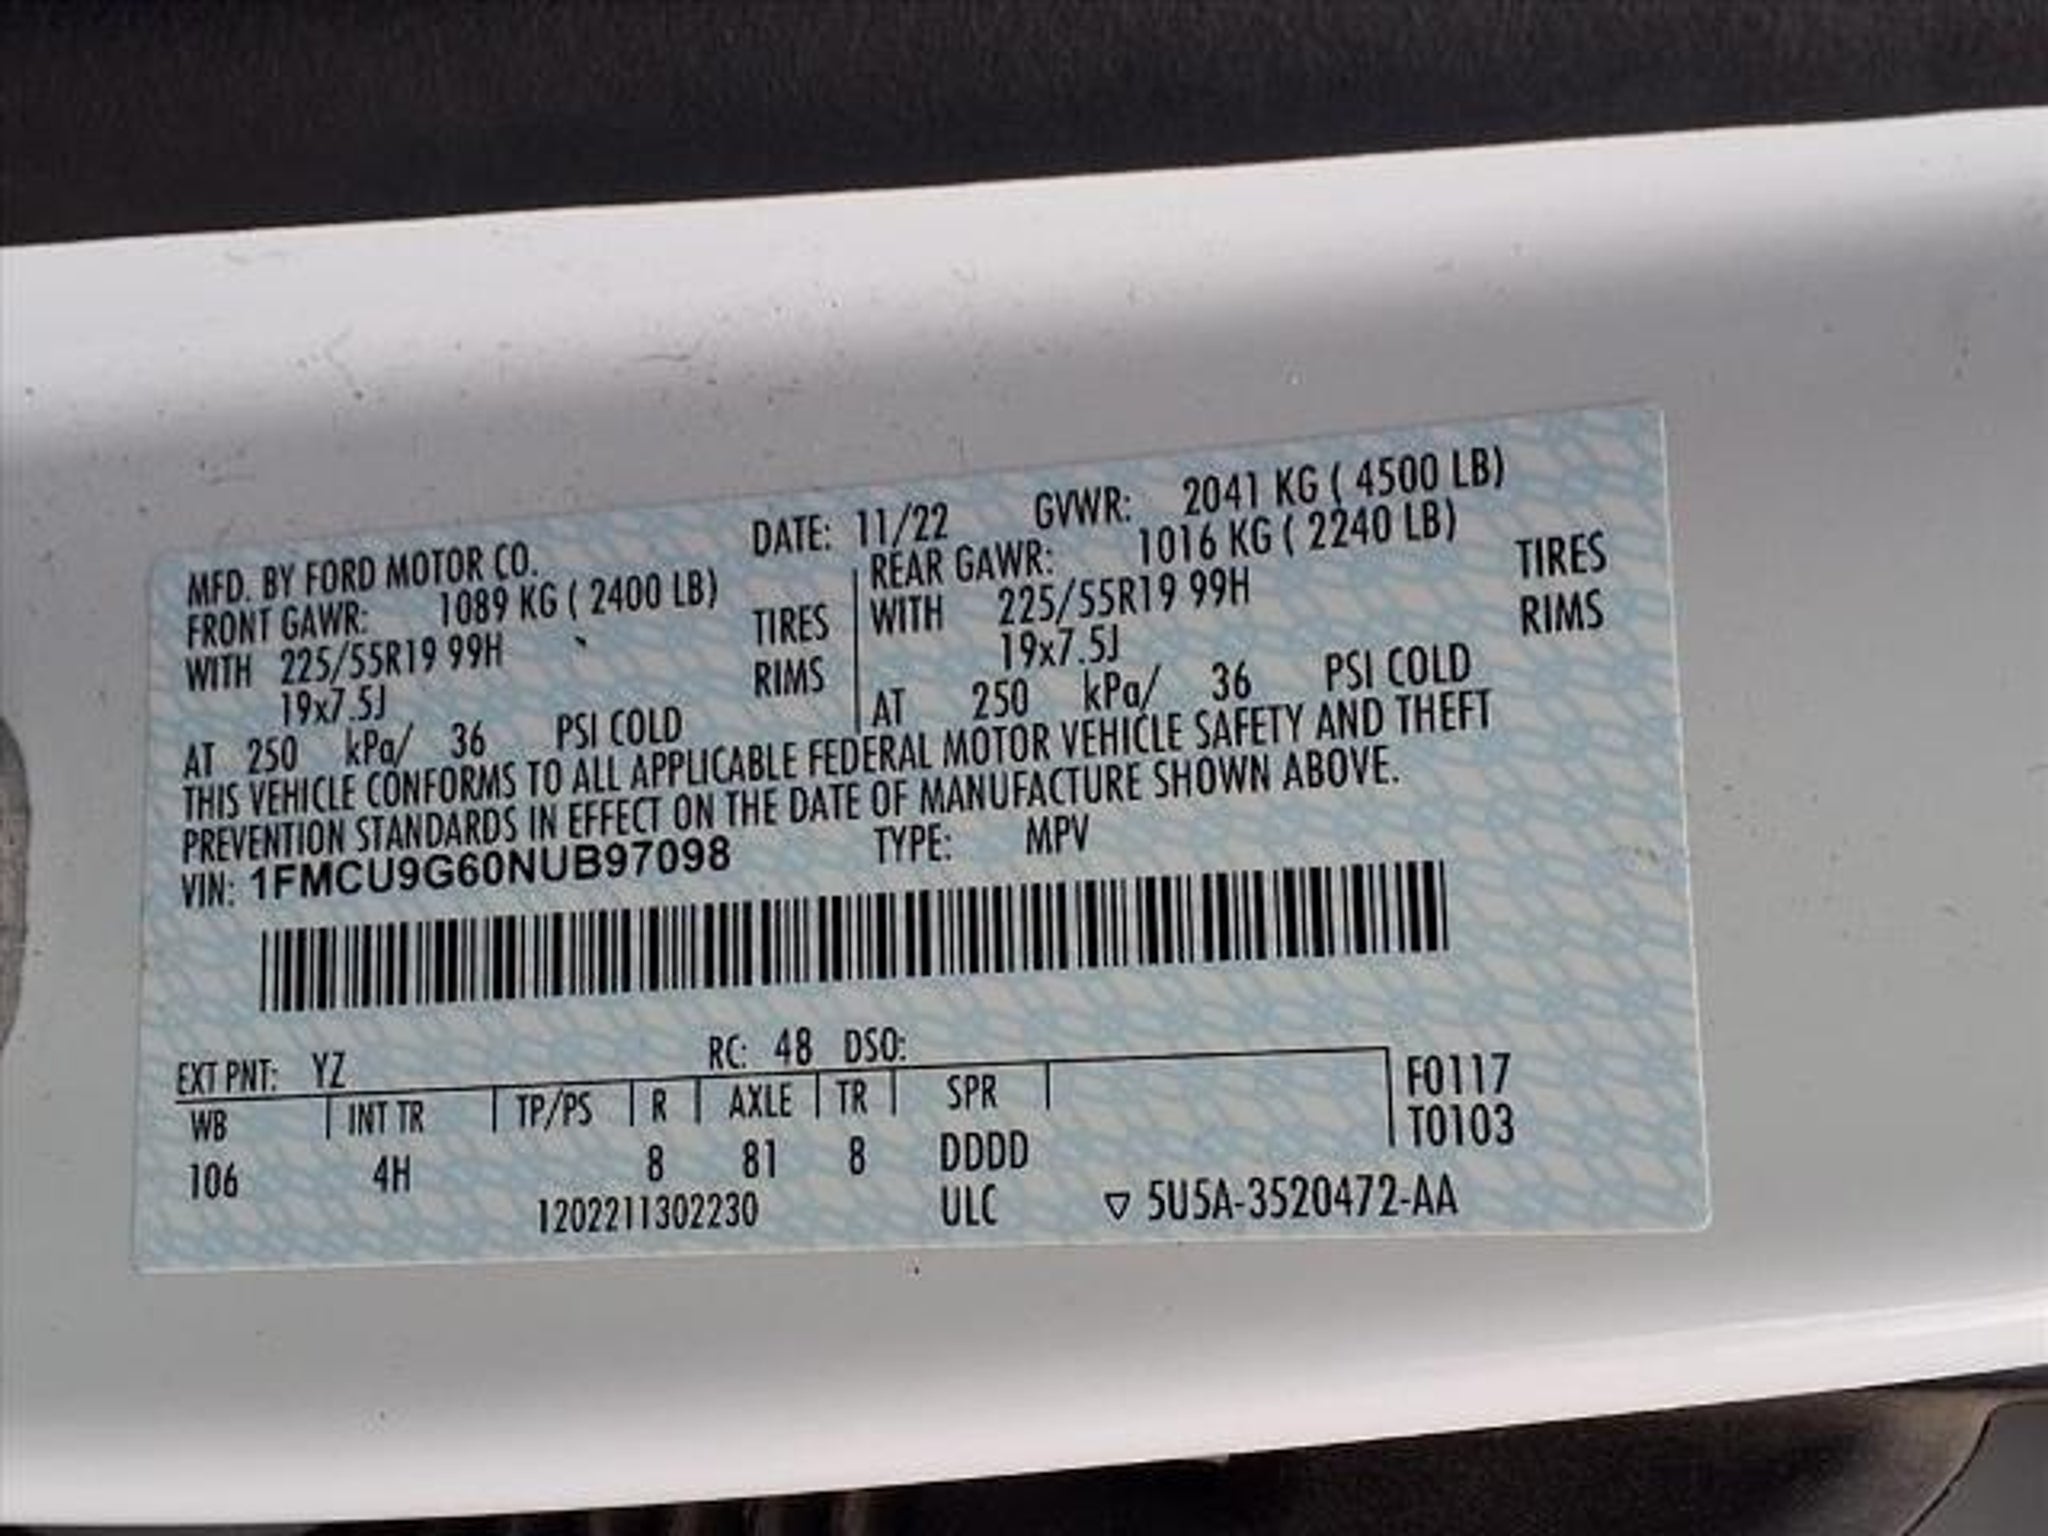 MFD. BY FORD MOTOR CO. DATE: 11/22 GVWR: 2041 KG ( 4500 LB)
FRONT GAWR: 1089 KG ( 2400 LB) REAR GAWR: 1016 KG ( 2240 LB)
WITH 225/55R19 99H TIRES WITH 225/55R19 99H TIRES
19x7.5J RIMS 19x7.5J RIMS
AT 250 kPa/ 36 PSI COLD AT 250 kPa/ 36 PSI COLD
THIS VEHICLE CONFORMS TO ALL APPLICABLE FEDERAL MOTOR VEHICLE SAFETY AND THEFT
PREVENTION STANDARDS IN EFFECT ON THE DATE OF MANUFACTURE SHOWN ABOVE.
VIN: 1FMCU9G60NUB97098 TYPE: MPV
EXT PNT: YZ RC: 48 DSO:
WB INT TR TP/PS R AXLE TR SPR F0117
T0103
106 4H 8 81 8 DDDD
1202211302230 ULC ▽ 5U5A-3520472-AA